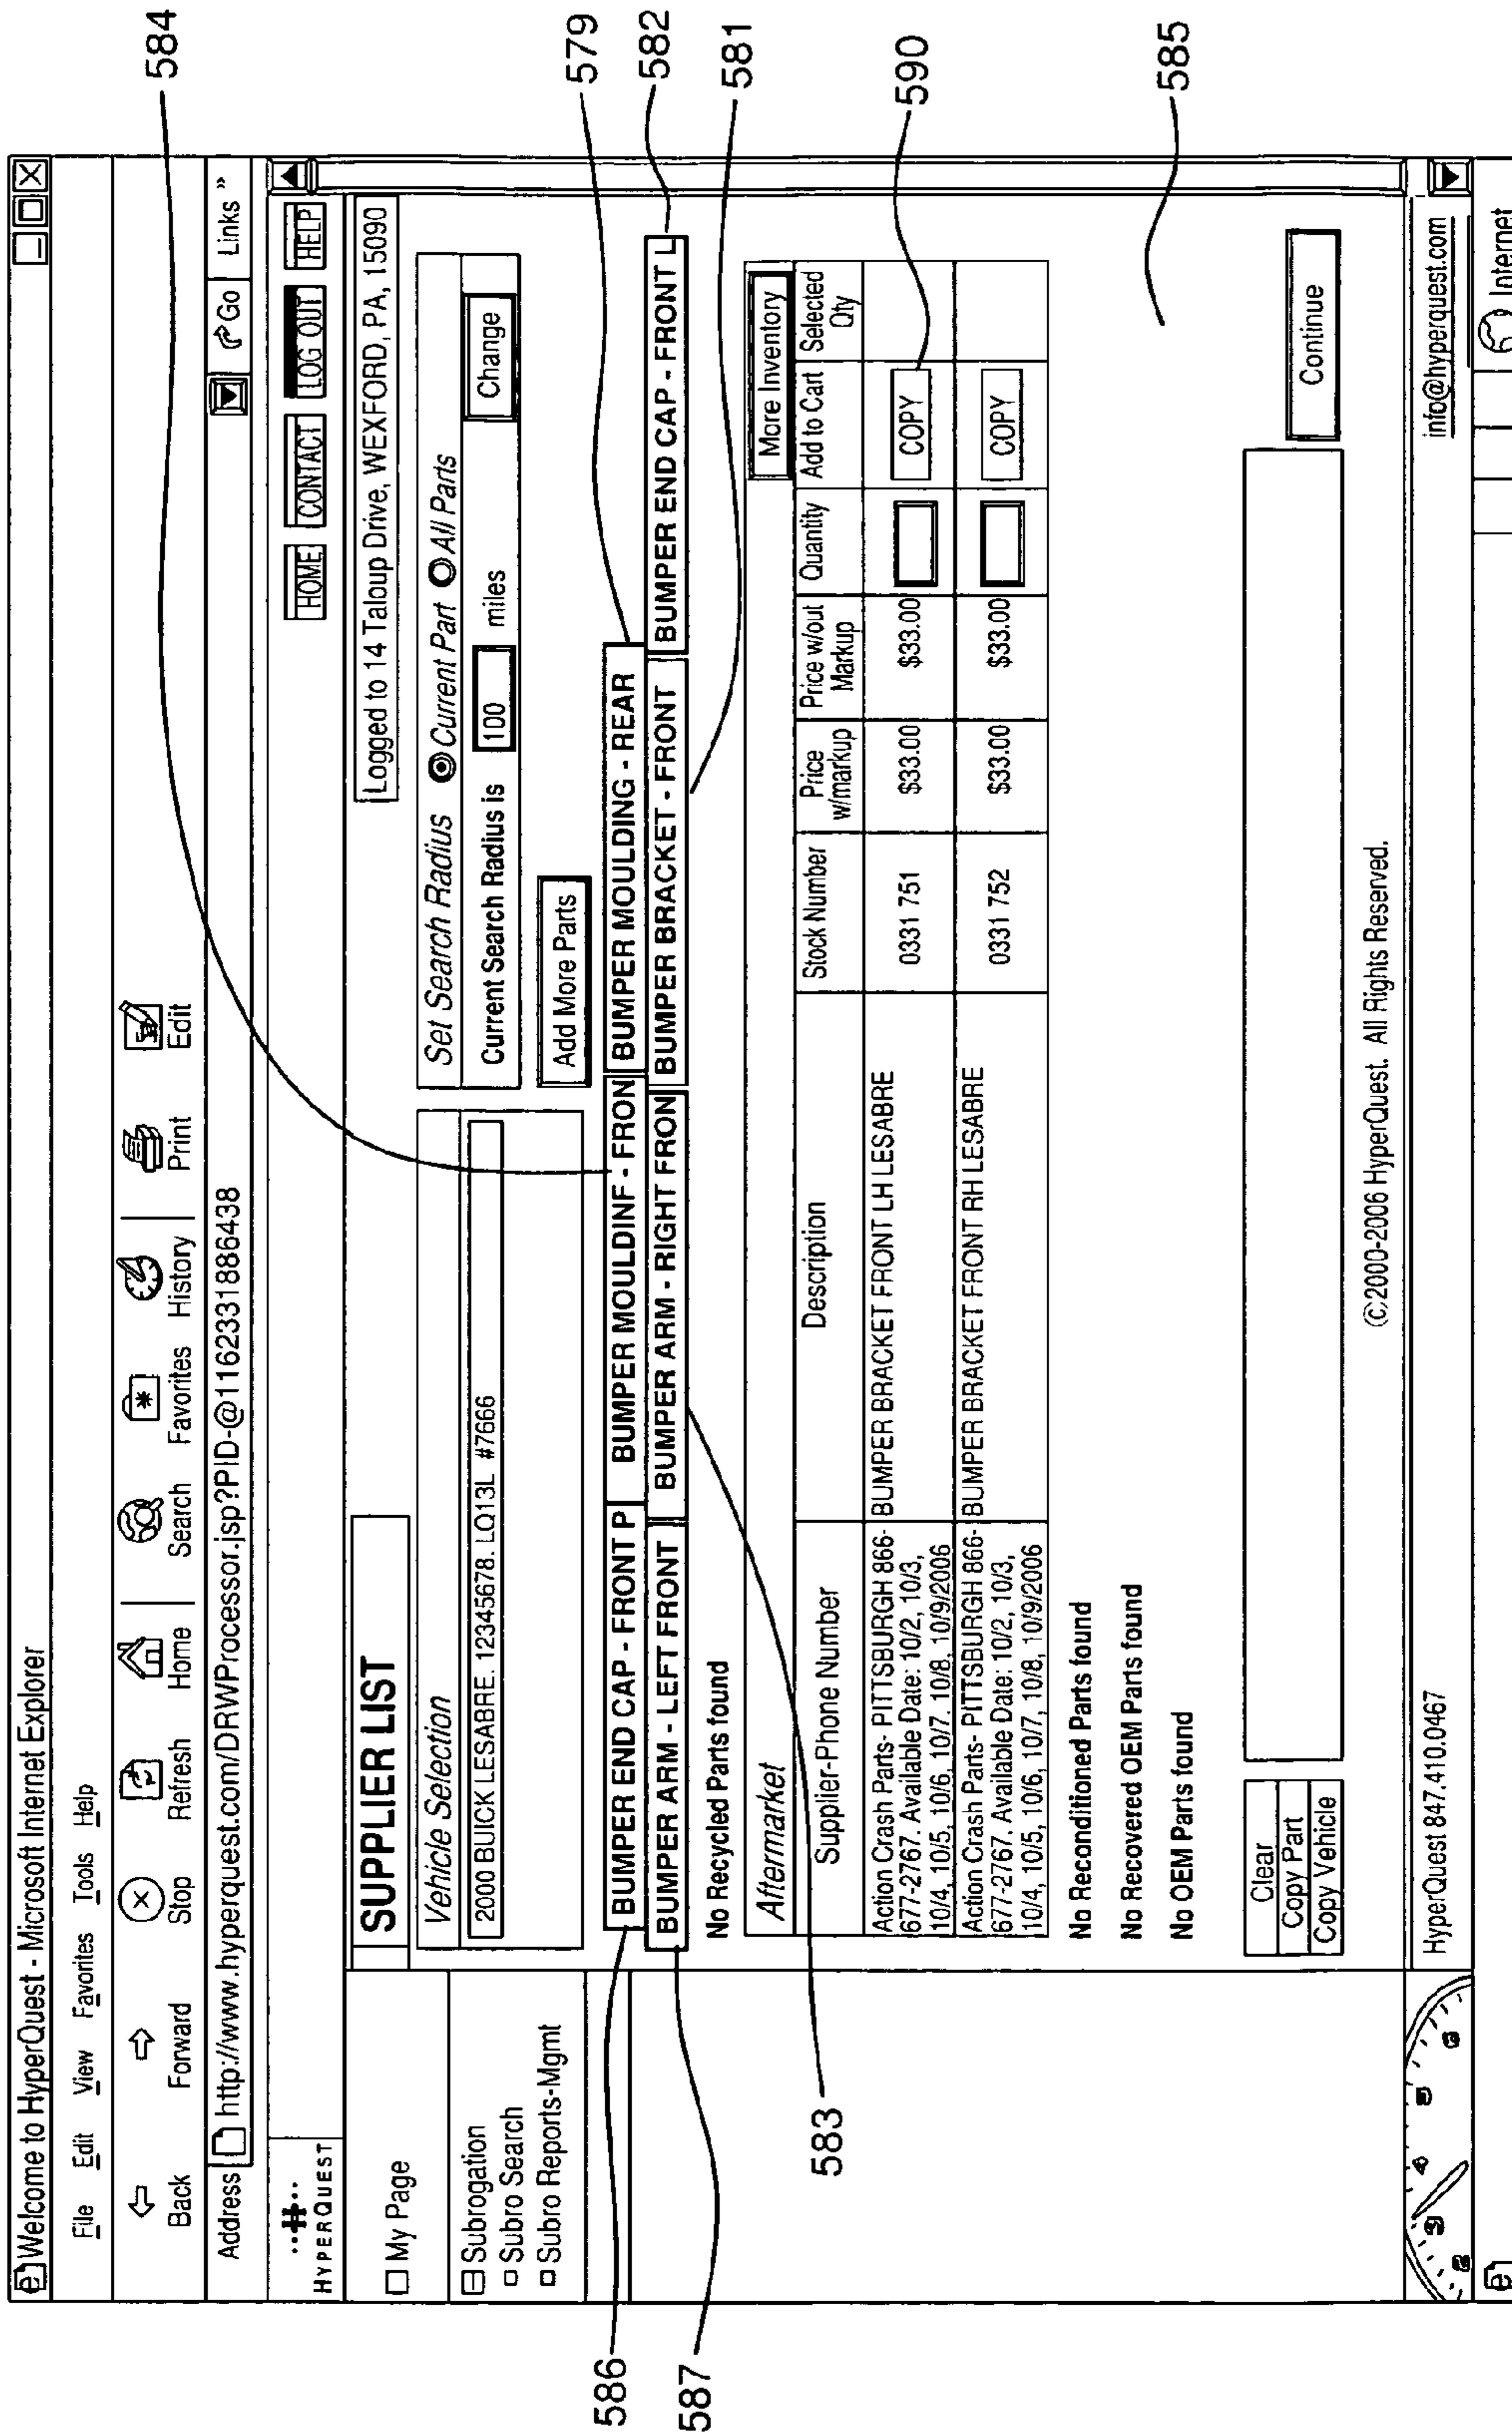 Welcome to HyperQuest - Microsoft Internet Explorer
File Edit View Favorites Tools Help
Back Forward Stop Refresh Home Search Favorites History Print Edit
Address http://www.hyperquest.com/DRWProcessor.jsp?PID-@1162331886438 Go Links »
HYPERQUEST
HOME CONTACT LOG OUT HELP
My Page
Subrogation
Subro Search
Subro Reports-Mgmt
SUPPLIER LIST
Logged to 14 Taloup Drive, WEXFORD, PA, 15090
Vehicle Selection
2000 BUICK LESABRE. 12345678. LQ13L #7666
Set Search Radius Current Part All Parts
Current Search Radius is 100 miles Change
Add More Parts
BUMPER END CAP - FRONT P BUMPER MOULDINF - FRON BUMPER MOULDING - REAR
BUMPER ARM - LEFT FRONT BUMPER ARM - RIGHT FRON BUMPER BRACKET - FRONT BUMPER END CAP - FRONT L
No Recycled Parts found
More Inventory
Aftermarket
Supplier-Phone Number Description Stock Number Price w/markup Price w/out Markup Quantity Add to Cart Selected Qty
Action Crash Parts- PITTSBURGH 866-
677-2767. Available Date: 10/2, 10/3,
10/4, 10/5, 10/6, 10/7. 10/8, 10/9/2006
BUMPER BRACKET FRONT LH LESABRE 0331 751 $33.00 $33.00 COPY
Action Crash Parts- PITTSBURGH 866-
677-2767. Available Date: 10/2, 10/3,
10/4, 10/5, 10/6, 10/7, 10/8, 10/9/2006
BUMPER BRACKET FRONT RH LESABRE 0331 752 $33.00 $33.00 COPY
No Reconditioned Parts found
No Recovered OEM Parts found
No OEM Parts found
Clear
Copy Part
Copy Vehicle
Continue
(C)2000-2006 HyperQuest. All Rights Reserved.
HyperQuest 847.410.0467 info@hyperquest.com
Internet
584
579
582
581
590
585
586
587
583